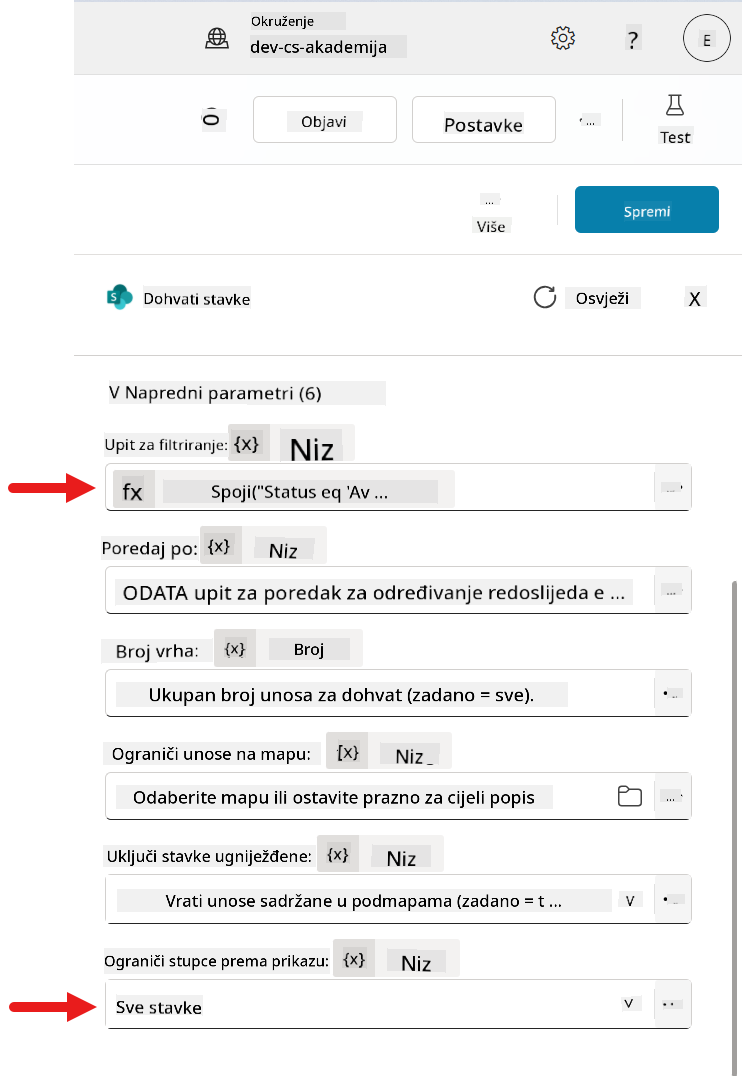 Okruženje
dev-cs-akademija
?
E
Objavi
Postavke
...
Test
...
Više
Spremi
S
Dohvati stavke
Osvježi
X
V Napredni parametri (6)
Upit za filtriranje: {x} Niz
fx Spoji("Status eq 'Av ...
Poredaj po: {x} Niz
ODATA upit za poredak za određivanje redoslijeda e ...
Broj vrha: {x} Broj
Ukupan broj unosa za dohvat (zadano = sve).
Ograniči unose na mapu: {x} Niz
Odaberite mapu ili ostavite prazno za cijeli popis
Uključi stavke ugniježđene: {x} Niz
Vrati unose sadržane u podmapama (zadano = t ...
V
Ograniči stupce prema prikazu: {x} Niz
Sve stavke
V